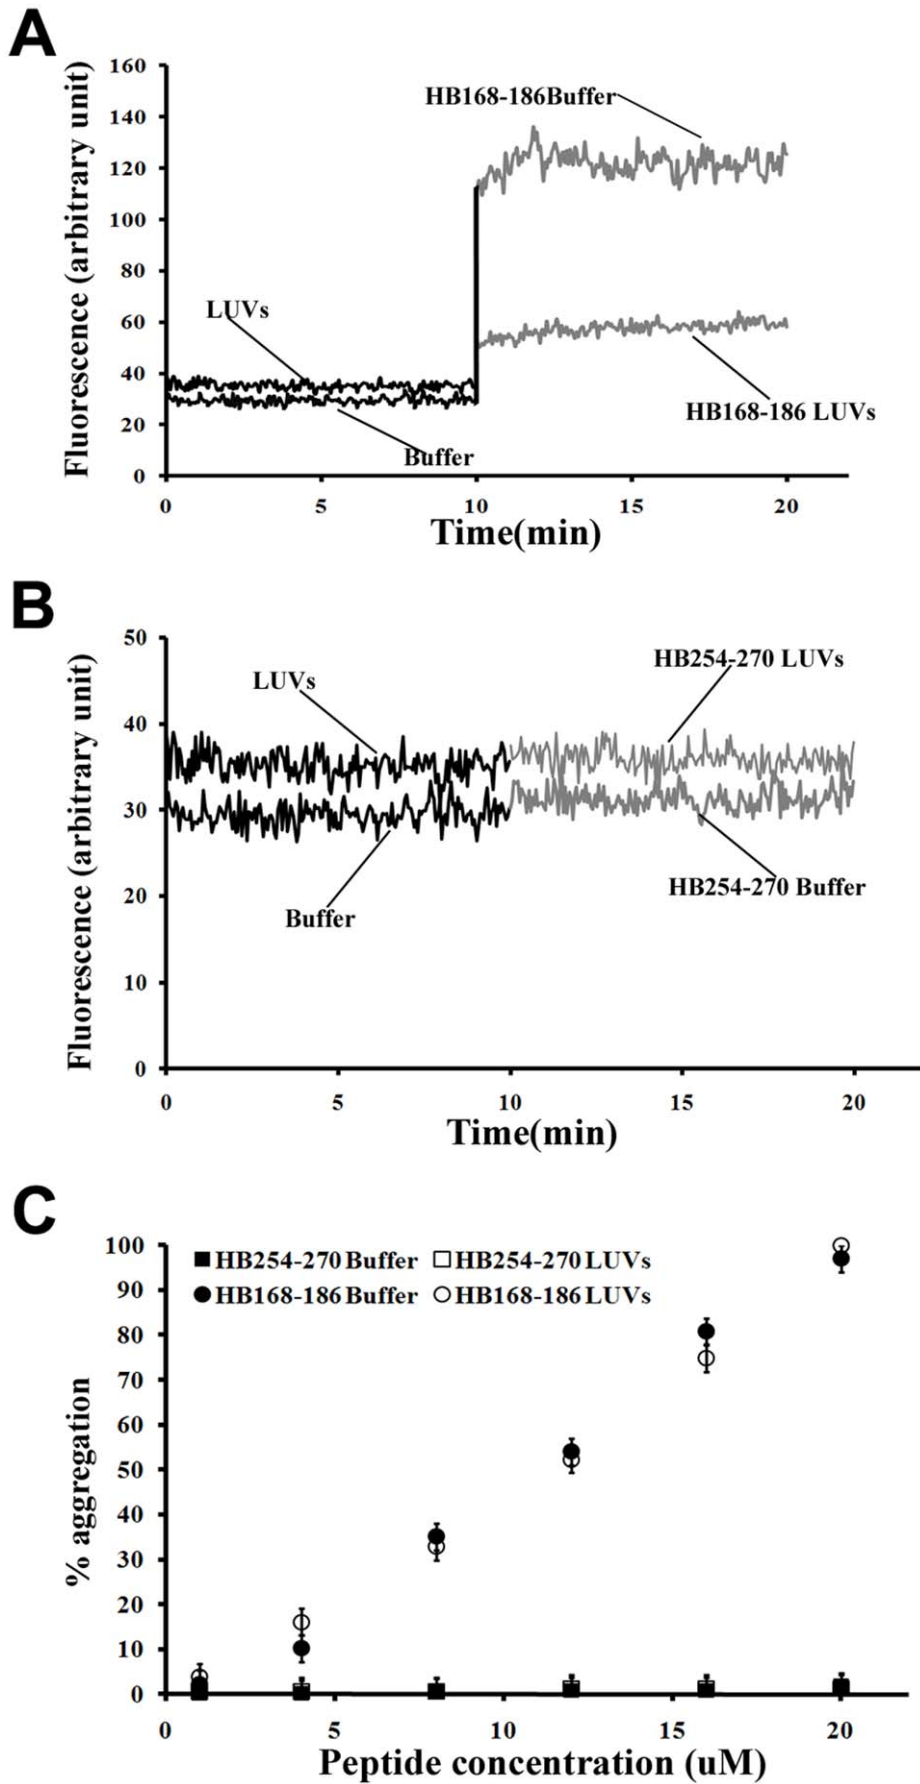 A
160
140
120
100
80
60
40
20
0
Fluorescence (arbitrary unit)
HB168-186Buffer
LUVs
HB168-186 LUVs
Buffer
0 5 10 15 20
Time(min)
B
50
40
30
20
10
0
Fluorescence (arbitrary unit)
HB254-270 LUVs
LUVs
HB254-270 Buffer
Buffer
0 5 10 15 20
Time(min)
C
100
90
80
70
60
50
40
30
20
10
0
% aggregation
HB254-270 Buffer HB254-270 LUVs
HB168-186 Buffer HB168-186 LUVs
0 5 10 15 20
Peptide concentration (uM)